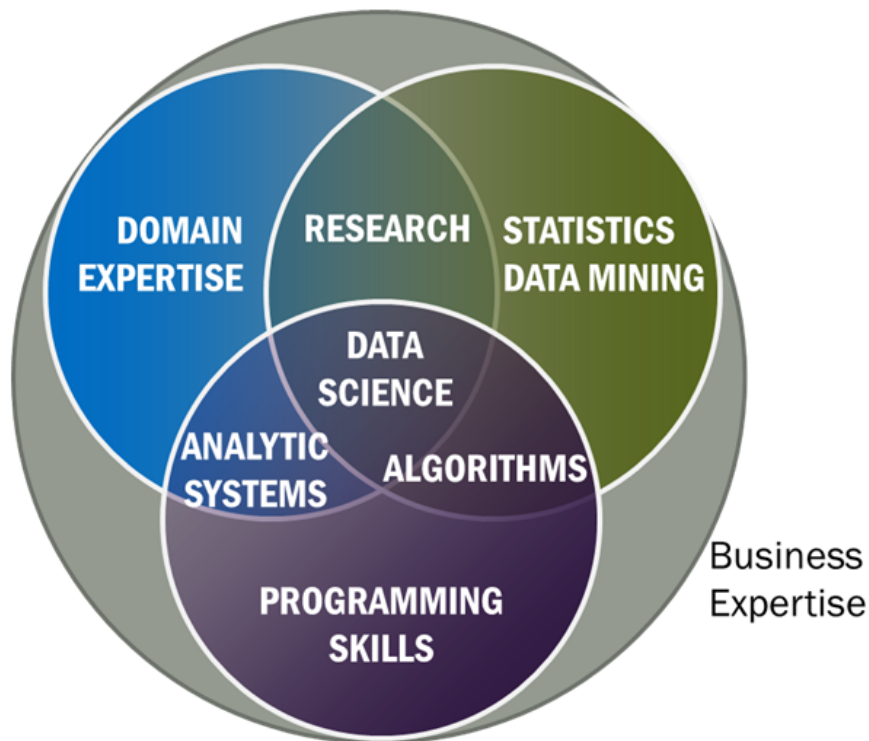 DOMAIN
EXPERTISE
RESEARCH
STATISTICS
DATA MINING
DATA
SCIENCE
ANALYTIC
SYSTEMS
ALGORITHMS
PROGRAMMING
SKILLS
Business
Expertise